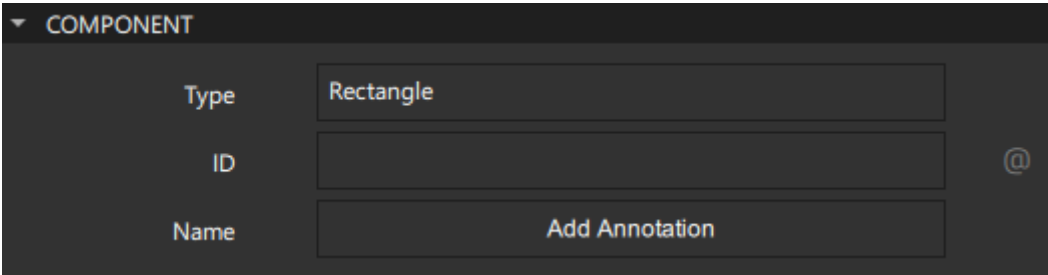 COMPONENT
Type Rectangle
ID @
Name Add Annotation